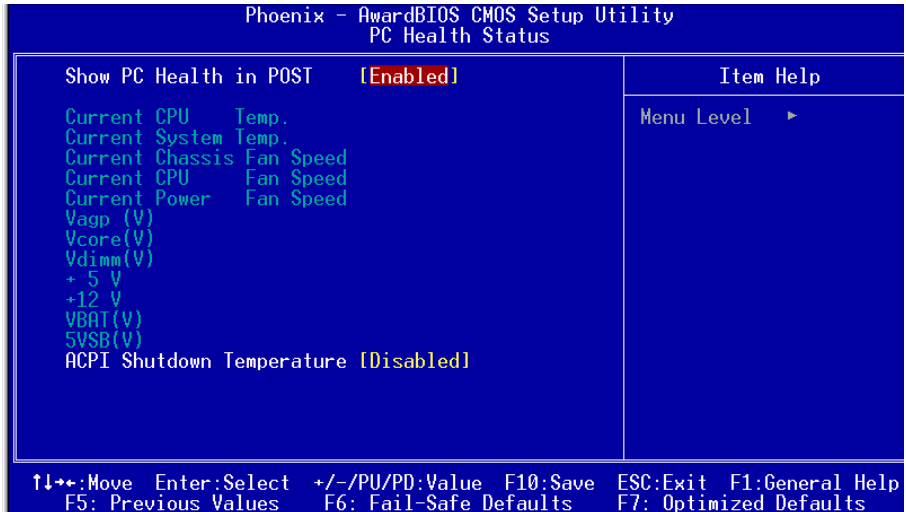 Phoenix - AwardBIOS CMOS Setup Utility
PC Health Status
Show PC Health in POST [Enabled]
Item Help
Current CPU Temp.
Menu Level ►
Current System Temp.
Current Chassis Fan Speed
Current CPU Fan Speed
Current Power Fan Speed
Vagp (V)
Vcore(V)
Vdimm(V)
+ 5 V
+12 V
VBAT(V)
5VSB(V)
ACPI Shutdown Temperature [Disabled]
↑↓→←:Move Enter:Select +/-/PU/PD:Value F10:Save ESC:Exit F1:General Help
F5: Previous Values F6: Fail-Safe Defaults F7: Optimized Defaults